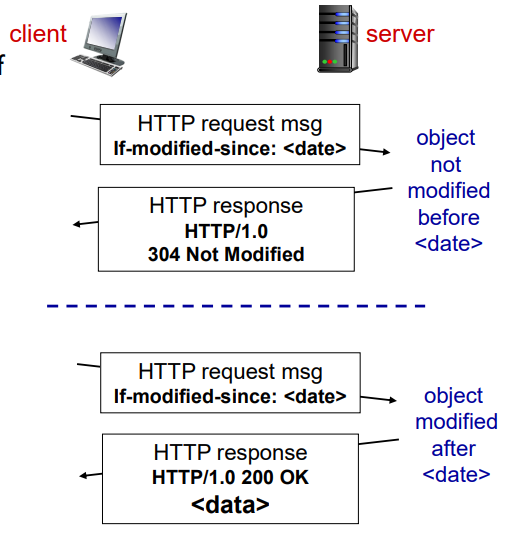 client
server
f
HTTP request msg
If-modified-since: <date>
object
not
modified
before
<date>
HTTP response
HTTP/1.0
304 Not Modified
HTTP request msg
If-modified-since: <date>
object
modified
after
<date>
HTTP response
HTTP/1.0 200 OK
<data>